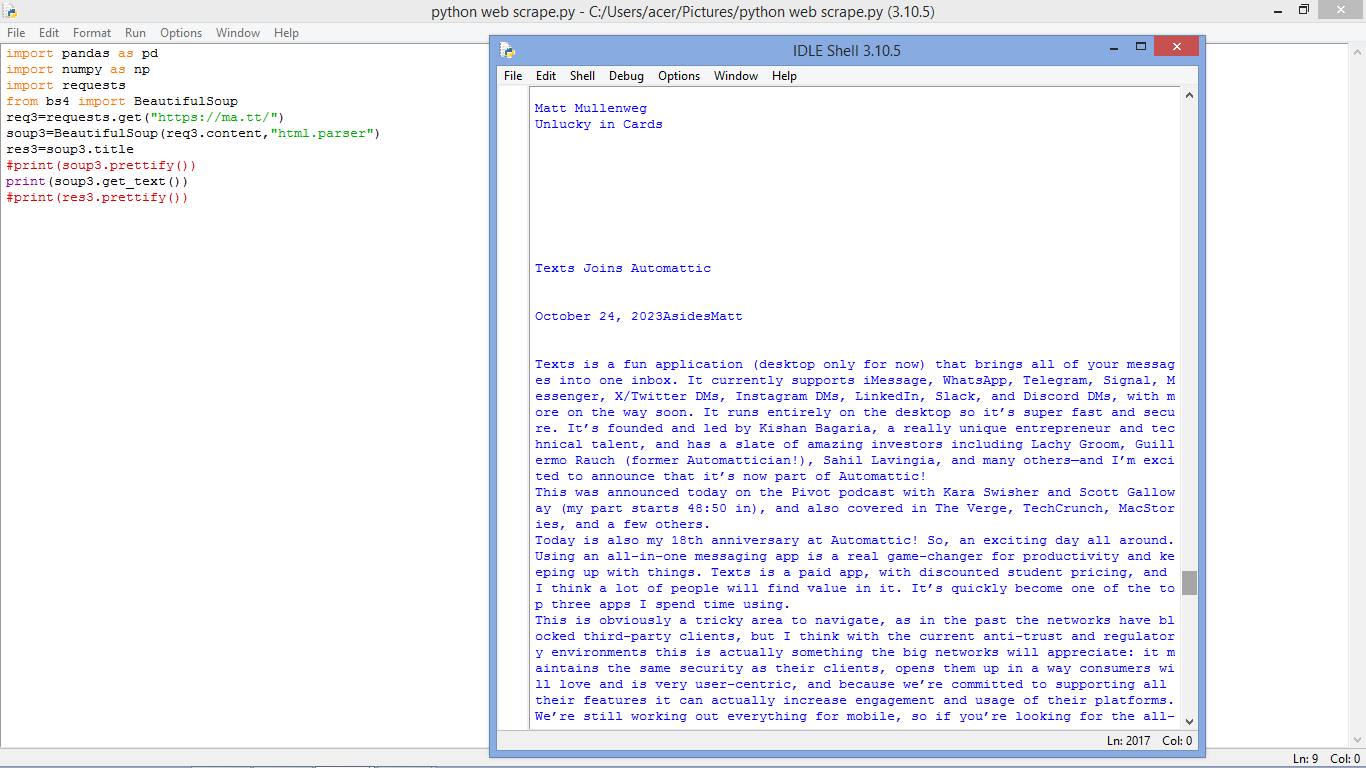 python web scrape.py - C:/Users/acer/Pictures/python web scrape.py (3.10.5)
File Edit Format Run Options Window Help
import pandas as pd
import numpy as np
import requests
from bs4 import BeautifulSoup
req3=requests.get("https://ma.tt/")
soup3=BeautifulSoup(req3.content,"html.parser")
res3=soup3.title
#print(soup3.prettify())
print(soup3.get_text())
#print(res3.prettify())
IDLE Shell 3.10.5
File Edit Shell Debug Options Window Help
Matt Mullenweg
Unlucky in Cards
Texts Joins Automattic
October 24, 2023AsidesMatt
Texts is a fun application (desktop only for now) that brings all of your messag
es into one inbox. It currently supports iMessage, WhatsApp, Telegram, Signal, M
essenger, X/Twitter DMs, Instagram DMs, LinkedIn, Slack, and Discord DMs, with m
ore on the way soon. It runs entirely on the desktop so it’s super fast and secu
re. It’s founded and led by Kishan Bagaria, a really unique entrepreneur and tec
hnical talent, and has a slate of amazing investors including Lachy Groom, Guill
ermo Rauch (former Automattician!), Sahil Lavingia, and many others—and I’m exci
ted to announce that it’s now part of Automattic!
This was announced today on the Pivot podcast with Kara Swisher and Scott Gallow
ay (my part starts 48:50 in), and also covered in The Verge, TechCrunch, MacStor
ies, and a few others.
Today is also my 18th anniversary at Automattic! So, an exciting day all around.
Using an all-in-one messaging app is a real game-changer for productivity and ke
eping up with things. Texts is a paid app, with discounted student pricing, and
I think a lot of people will find value in it. It’s quickly become one of the to
p three apps I spend time using.
This is obviously a tricky area to navigate, as in the past the networks have bl
ocked third-party clients, but I think with the current anti-trust and regulator
y environments this is actually something the big networks will appreciate: it m
aintains the same security as their clients, opens them up in a way consumers wi
ll love and is very user-centric, and because we’re committed to supporting all
their features it can actually increase engagement and usage of their platforms.
We’re still working out everything for mobile, so if you’re looking for the all-
Ln: 2017 Col: 0
Ln: 9 Col: 0